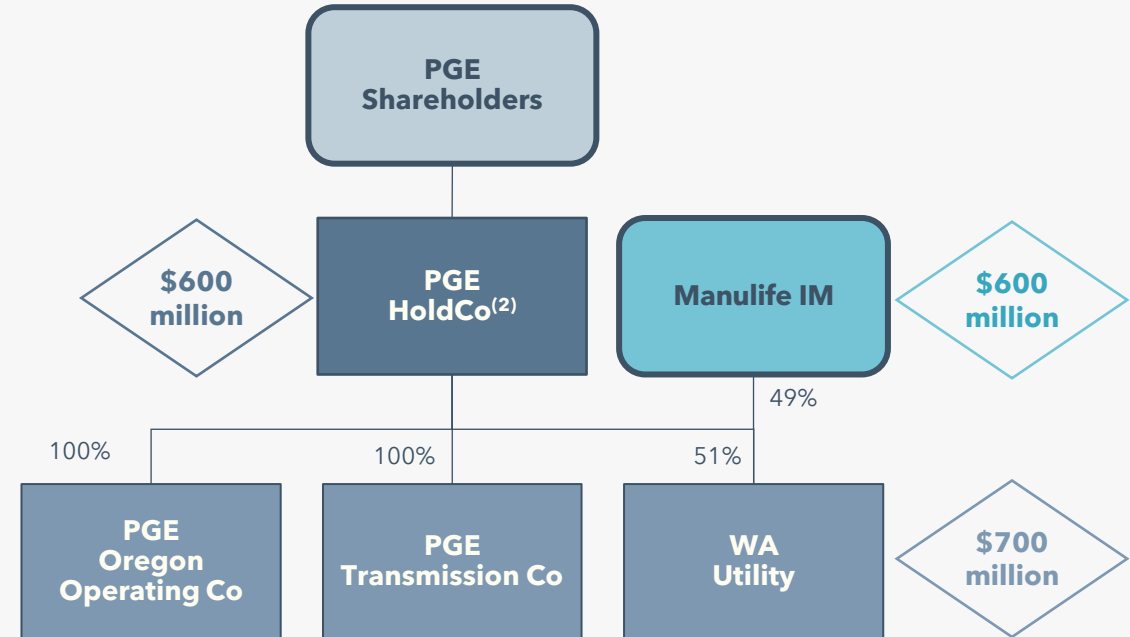 PGE
Shareholders
$600
million
PGE
HoldCo(2)
Manulife IM
$600
million
49%
100%
100%
51%
PGE
Oregon
Operating Co
PGE
Transmission Co
WA
Utility
$700
million